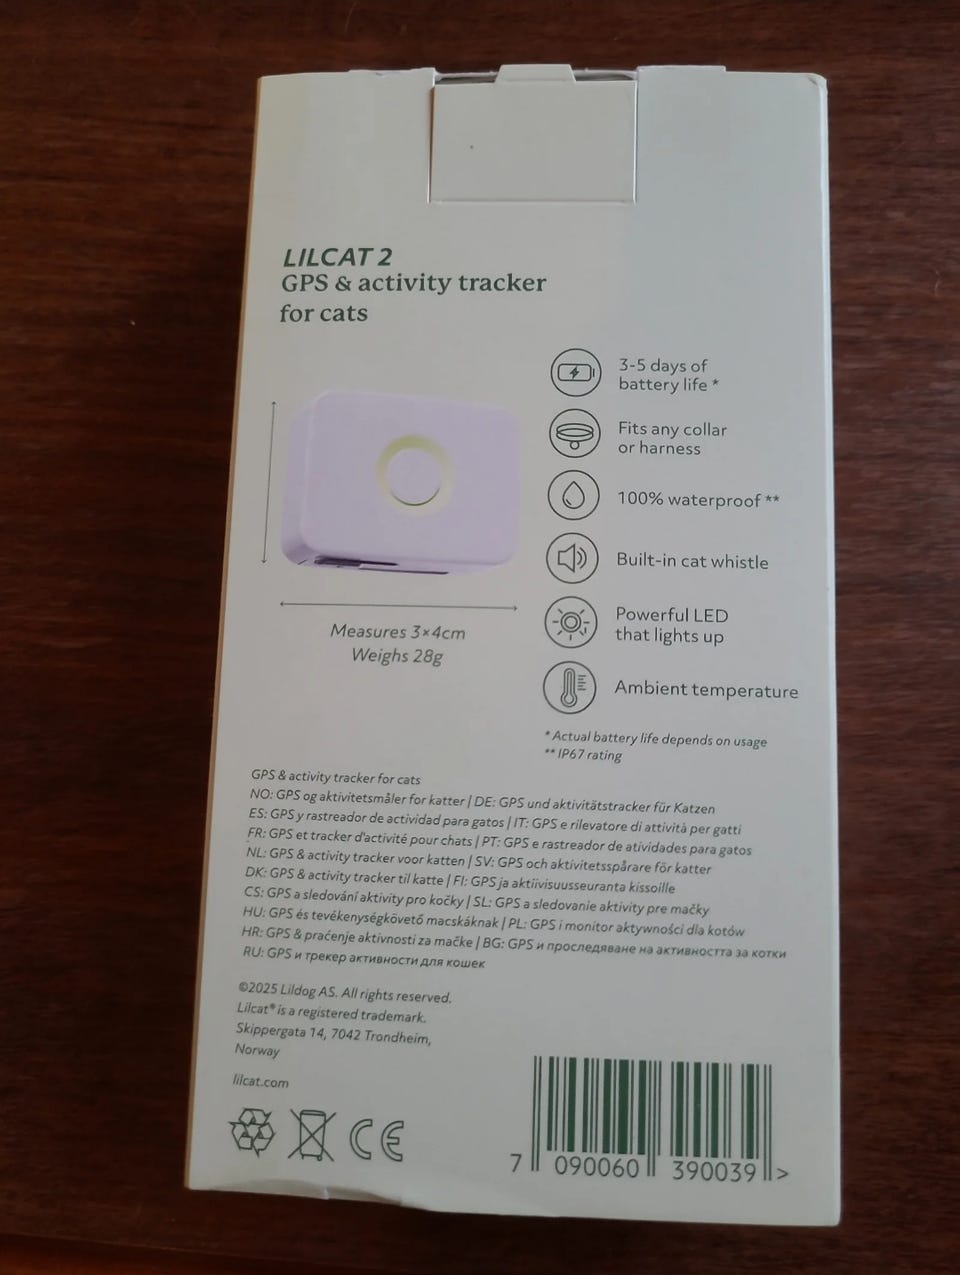 LILCAT 2
GPS & activity tracker
for cats
3-5 days of
battery life *
Fits any collar
or harness
100% waterproof **
Built-in cat whistle
Powerful LED
that lights up
Ambient temperature
Measures 3×4cm
Weighs 28g
* Actual battery life depends on usage
** IP67 rating
GPS & activity tracker for cats
NO: GPS og aktivitetsmåler for katter | DE: GPS und aktivitätstracker für Katzen
ES: GPS y rastreador de actividad para gatos | IT: GPS e rilevatore di attività per gatti
FR: GPS et tracker d'activité pour chats | PT: GPS e rastreador de atividades para gatos
NL: GPS & activity tracker voor katten | SV: GPS och aktivitetsspårare för katter
DK: GPS & activity tracker til katte | FI: GPS ja aktiivisuusseuranta kissoille
CS: GPS a sledování aktivity pro kočky | SL: GPS a sledovanie aktivity pre mačky
HU: GPS és tevékenységkövető macskáknak | PL: GPS i monitor aktywności dla kotów
HR: GPS & praćenje aktivnosti za mačke | BG: GPS и проследяване на активността за котки
RU: GPS и трекер активности для кошек
©2025 Lildog AS. All rights reserved.
Lilcat® is a registered trademark.
Skippergata 14, 7042 Trondheim,
Norway
lilcat.com
CE
7 090060 390039 >